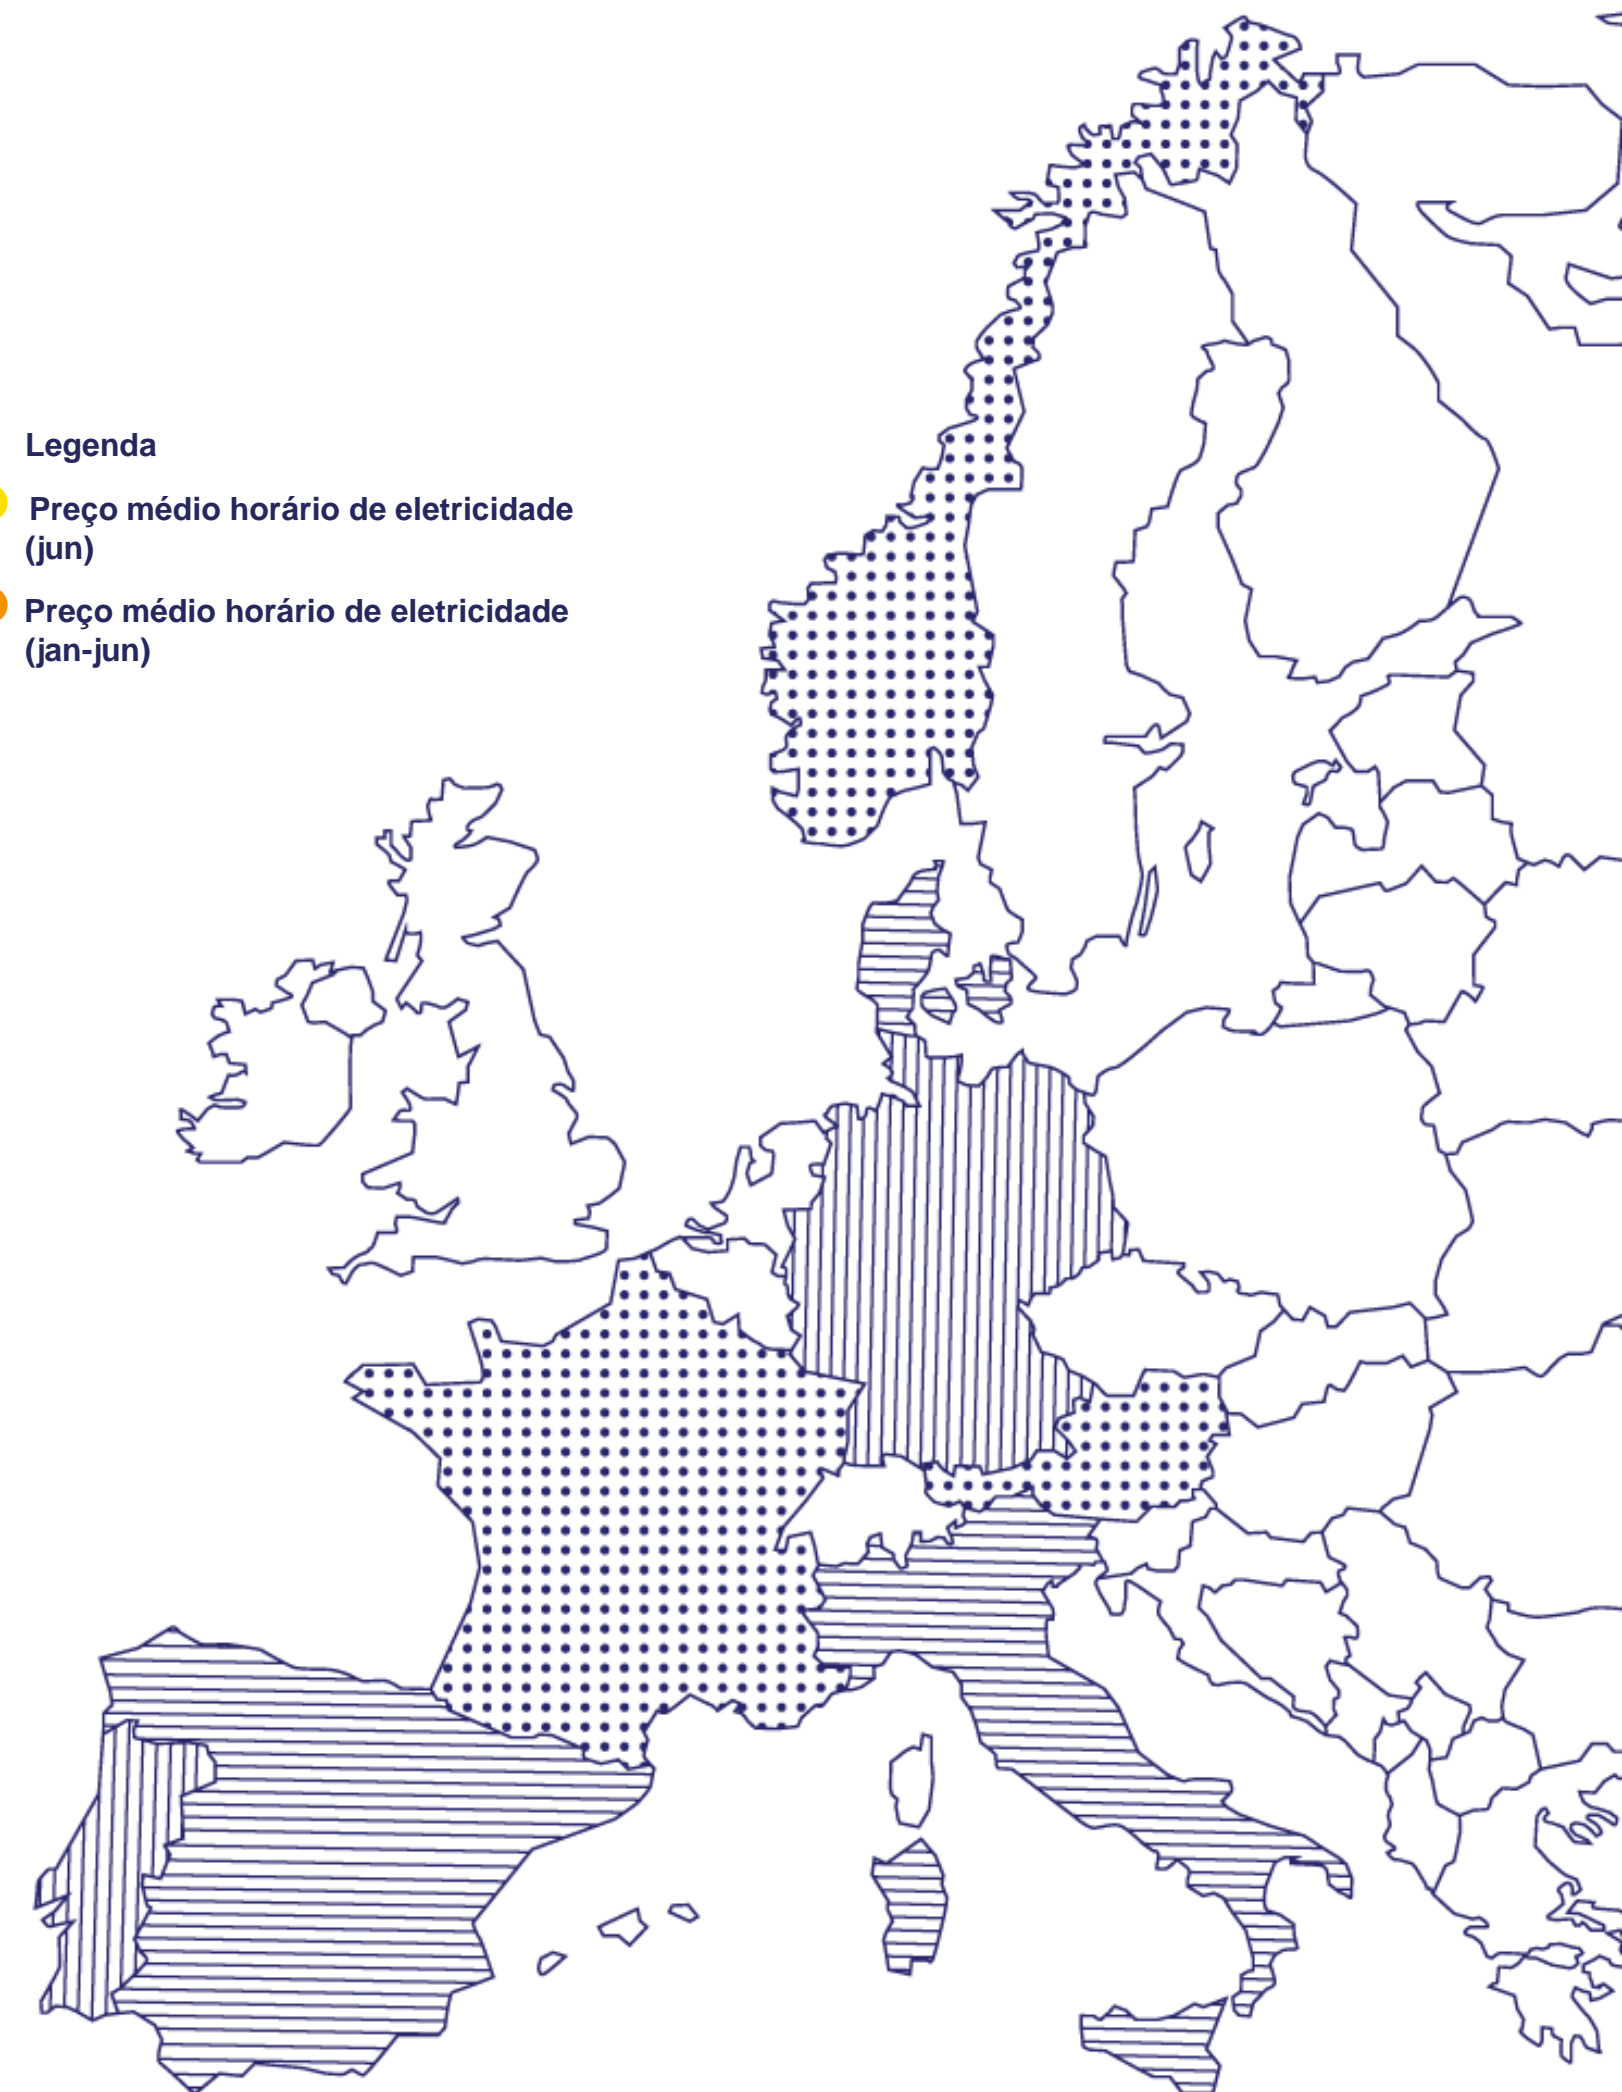 Legenda
Preço médio horário de eletricidade
(jun)
Preço médio horário de eletricidade
(jan-jun)